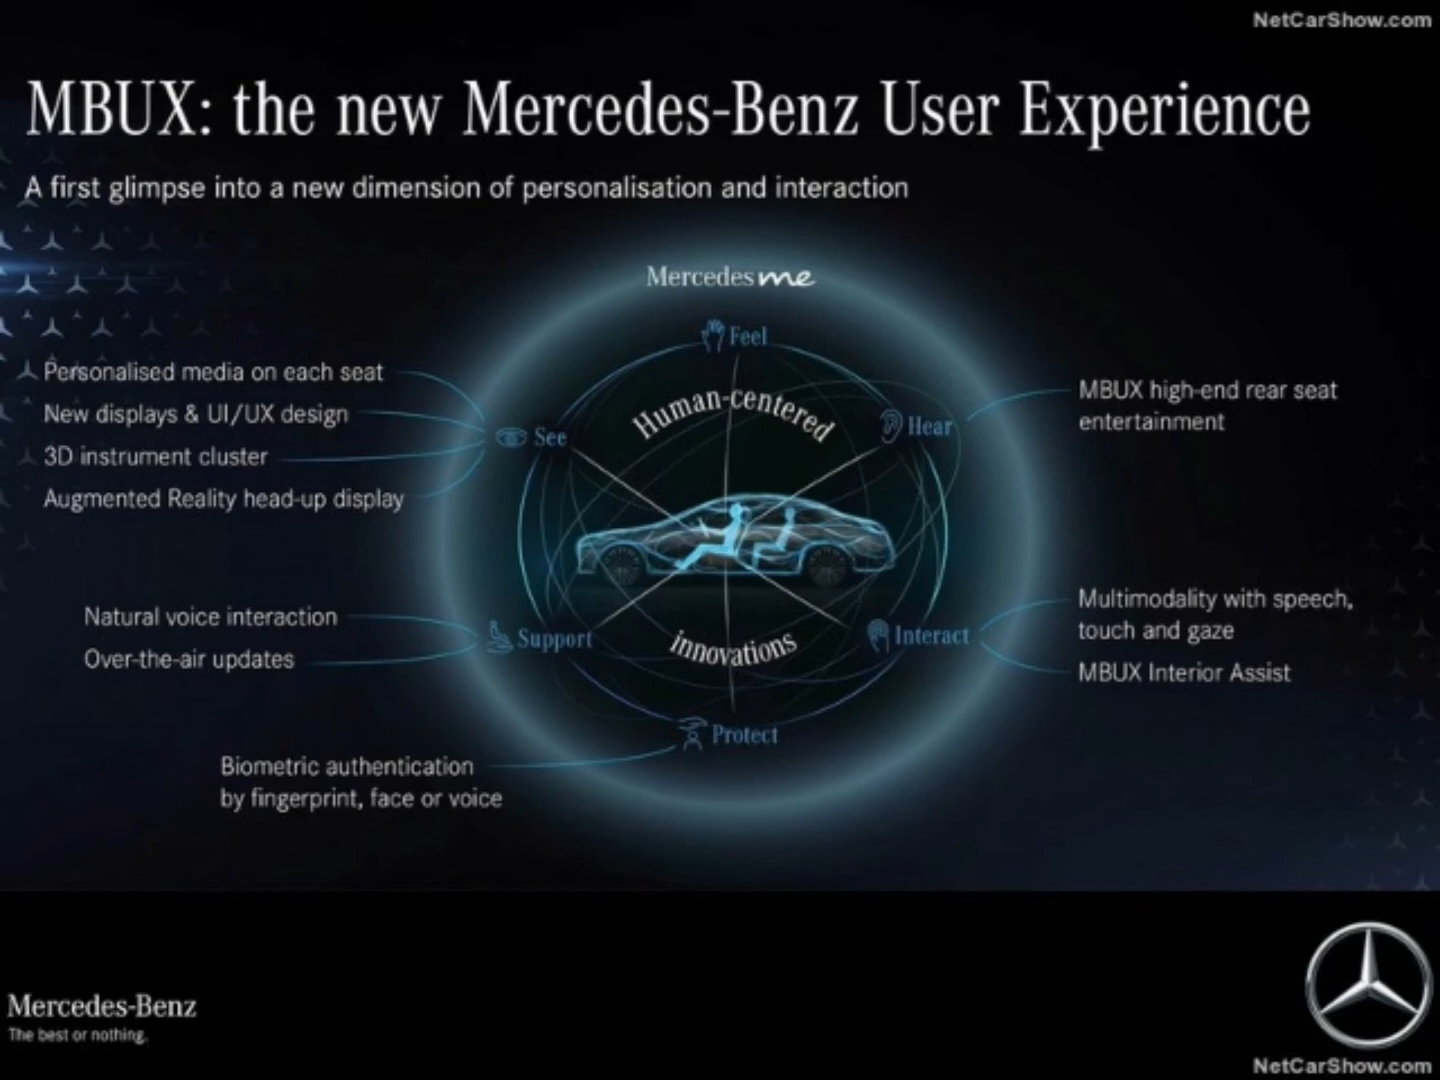 NetCarShow.com
MBUX: the new Mercedes-Benz User Experience
A first glimpse into a new dimension of personalisation and interaction
Mercedes me
Feel
Human-centered
See
Hear
Personalised media on each seat
New displays & UI/UX design
3D instrument cluster
Augmented Reality head-up display
MBUX high-end rear seat
entertainment
Natural voice interaction
Over-the-air updates
Support
innovations
Interact
Multimodality with speech,
touch and gaze
MBUX Interior Assist
Protect
Biometric authentication
by fingerprint, face or voice
Mercedes-Benz
The best or nothing.
NetCarShow.com